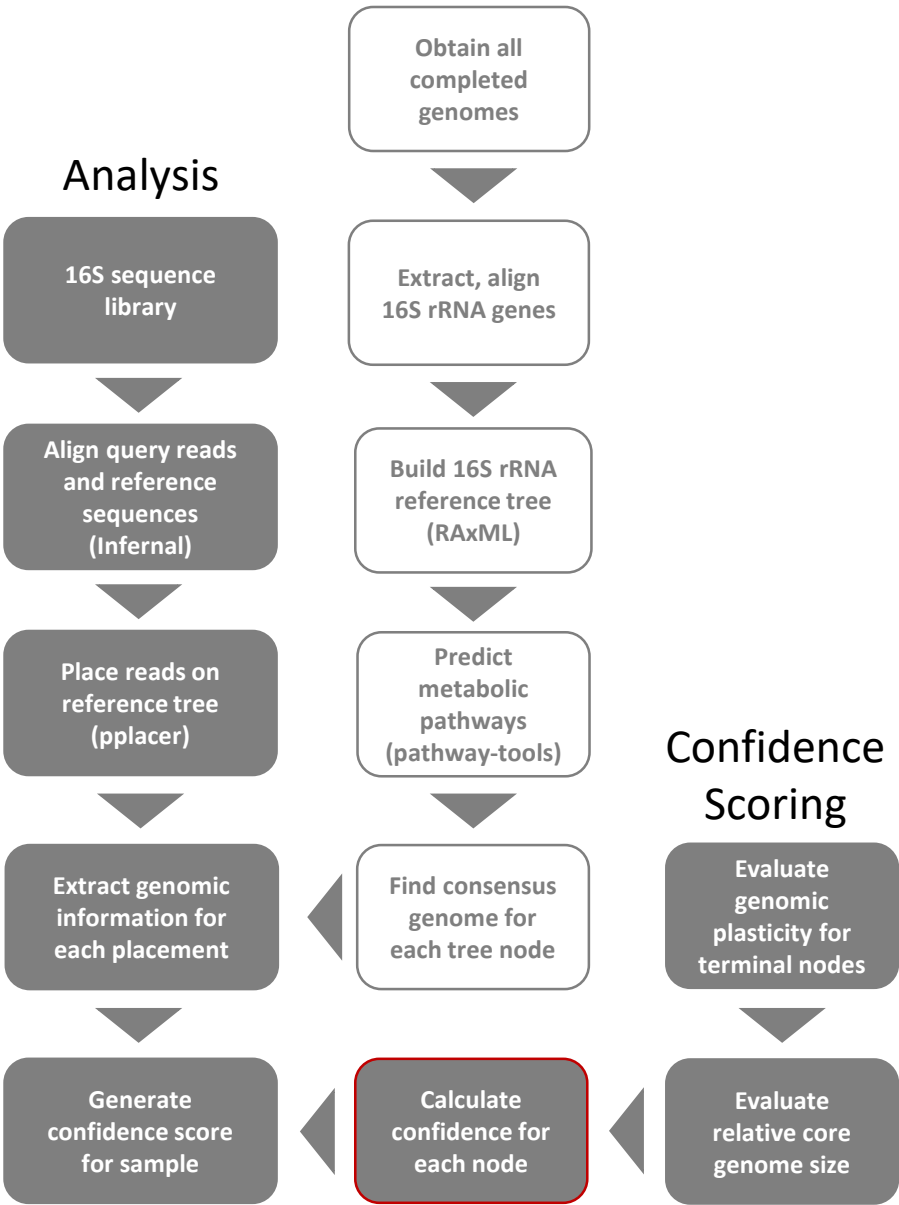 Obtain all
completed
genomes
Analysis
16S sequence
library
Extract, align
16S rRNA genes
Align query reads
and reference
sequences
(Infernal)
Build 16S rRNA
reference tree
(RAxML)
Place reads on
reference tree
(pplacer)
Predict
metabolic
pathways
(pathway-tools)
Confidence
Scoring
Extract genomic
information for
each placement
Find consensus
genome for
each tree node
Evaluate
genomic
plasticity for
terminal nodes
Generate
confidence score
for sample
Calculate
confidence for
each node
Evaluate
relative core
genome size